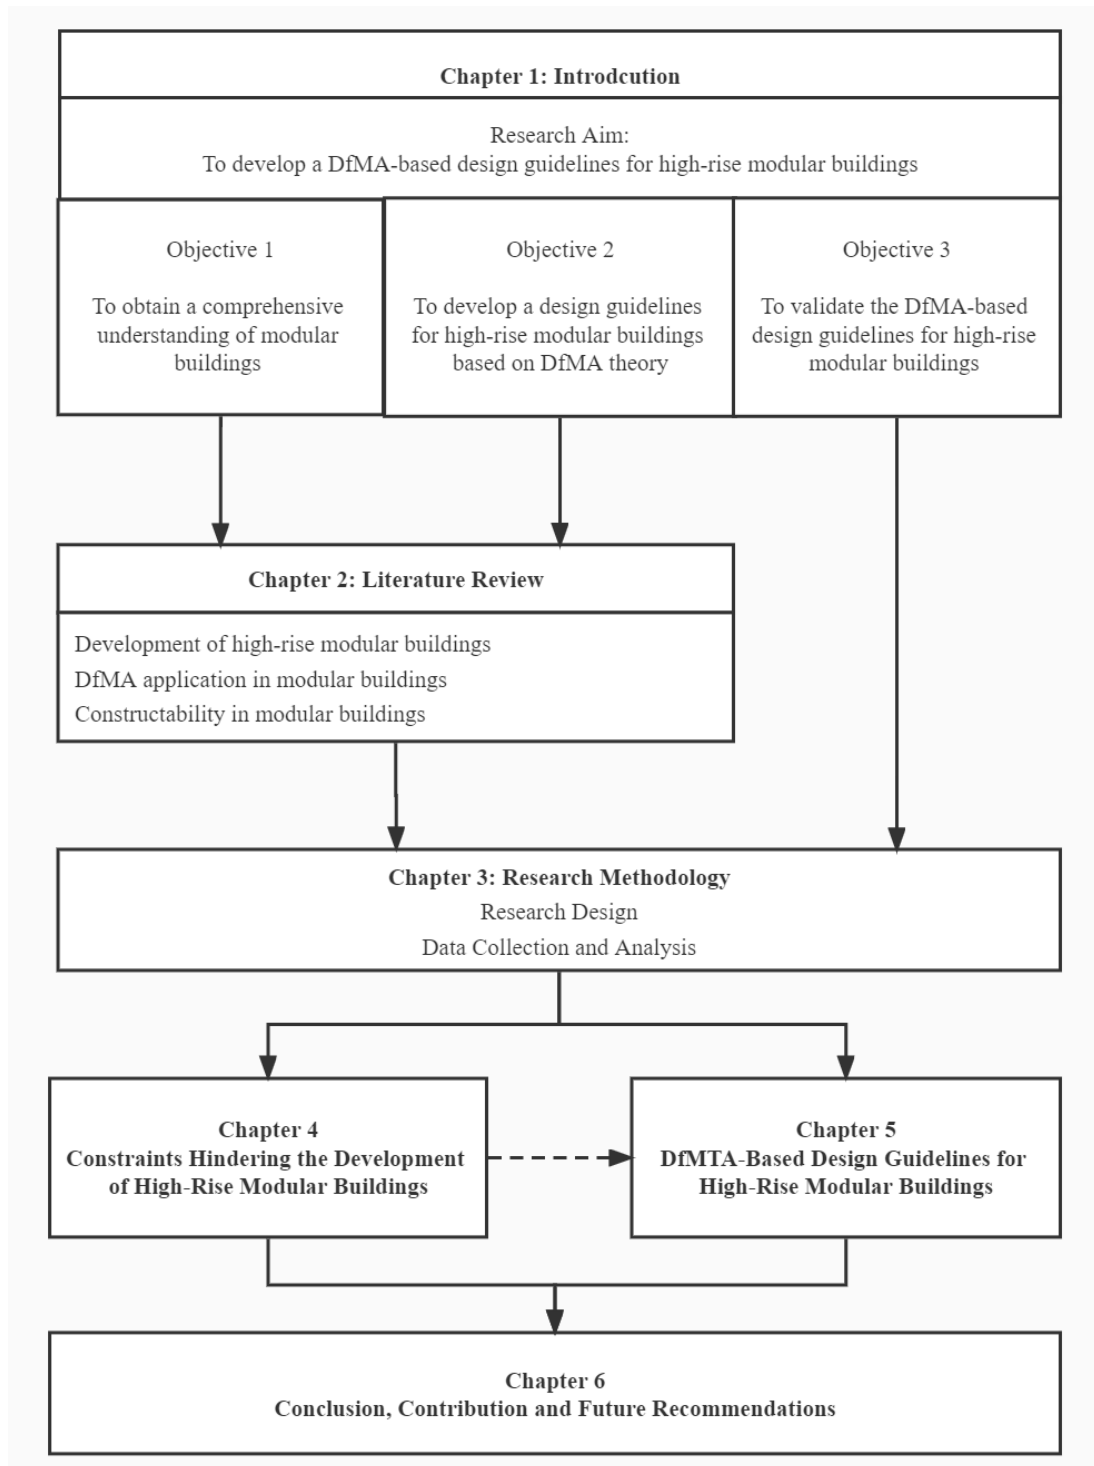 Chapter 1: Introdcution
Research Aim:
To develop a DfMA-based design guidelines for high-rise modular buildings
Objective 1
To obtain a comprehensive
understanding of modular
buildings
Objective 2
To develop a design guidelines
for high-rise modular buildings
based on DfMA theory
Objective 3
To validate the DfMA-based
design guidelines for high-rise
modular buildings
Chapter 2: Literature Review
Development of high-rise modular buildings
DfMA application in modular buildings
Constructability in modular buildings
Chapter 3: Research Methodology
Research Design
Data Collection and Analysis
Chapter 4
Constraints Hindering the Development
of High-Rise Modular Buildings
Chapter 5
DfMTA-Based Design Guidelines for
High-Rise Modular Buildings
Chapter 6
Conclusion, Contribution and Future Recommendations